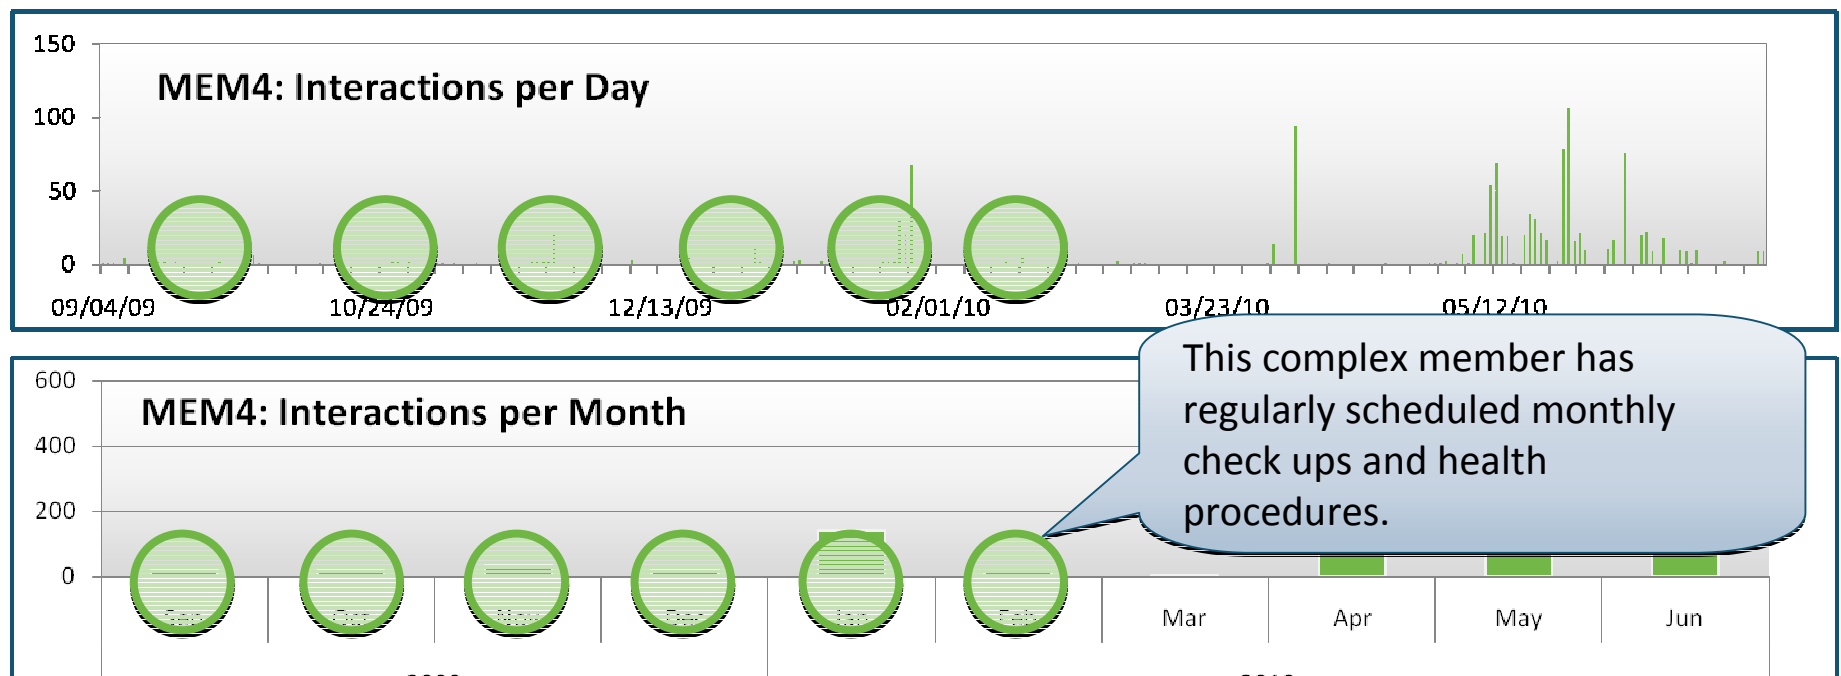 150
MEM4: Interactions per Day
100
50
0
09/04/09 10/24/09 12/13/09 02/01/10 03/23/10 05/12/10
This complex member has
regularly scheduled monthly
check ups and health
procedures.
600
MEM4: Interactions per Month
400
200
0
Mar Apr May Jun